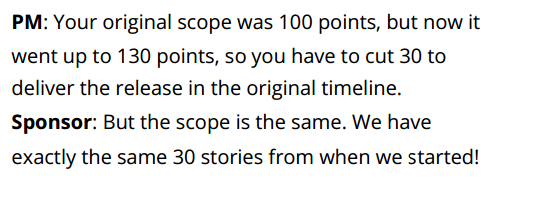 PM: Your original scope was 100 points, but now it
went up to 130 points, so you have to cut 30 to
deliver the release in the original timeline.
Sponsor: But the scope is the same. We have
exactly the same 30 stories from when we started!